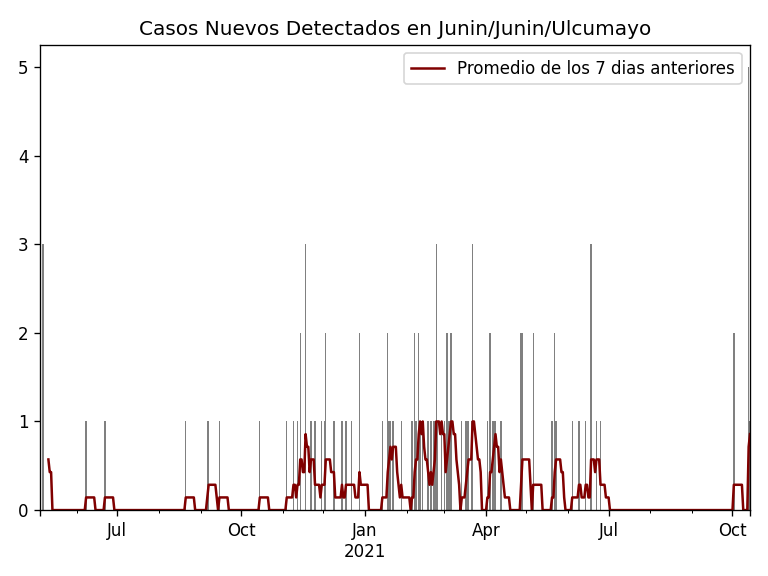 Casos Nuevos Detectados en Junin/Junin/Ulcumayo
Promedio de los 7 dias anteriores
5
4
3
2
1
0
Jul
Oct
Jan
2021
Apr
Jul
Oct